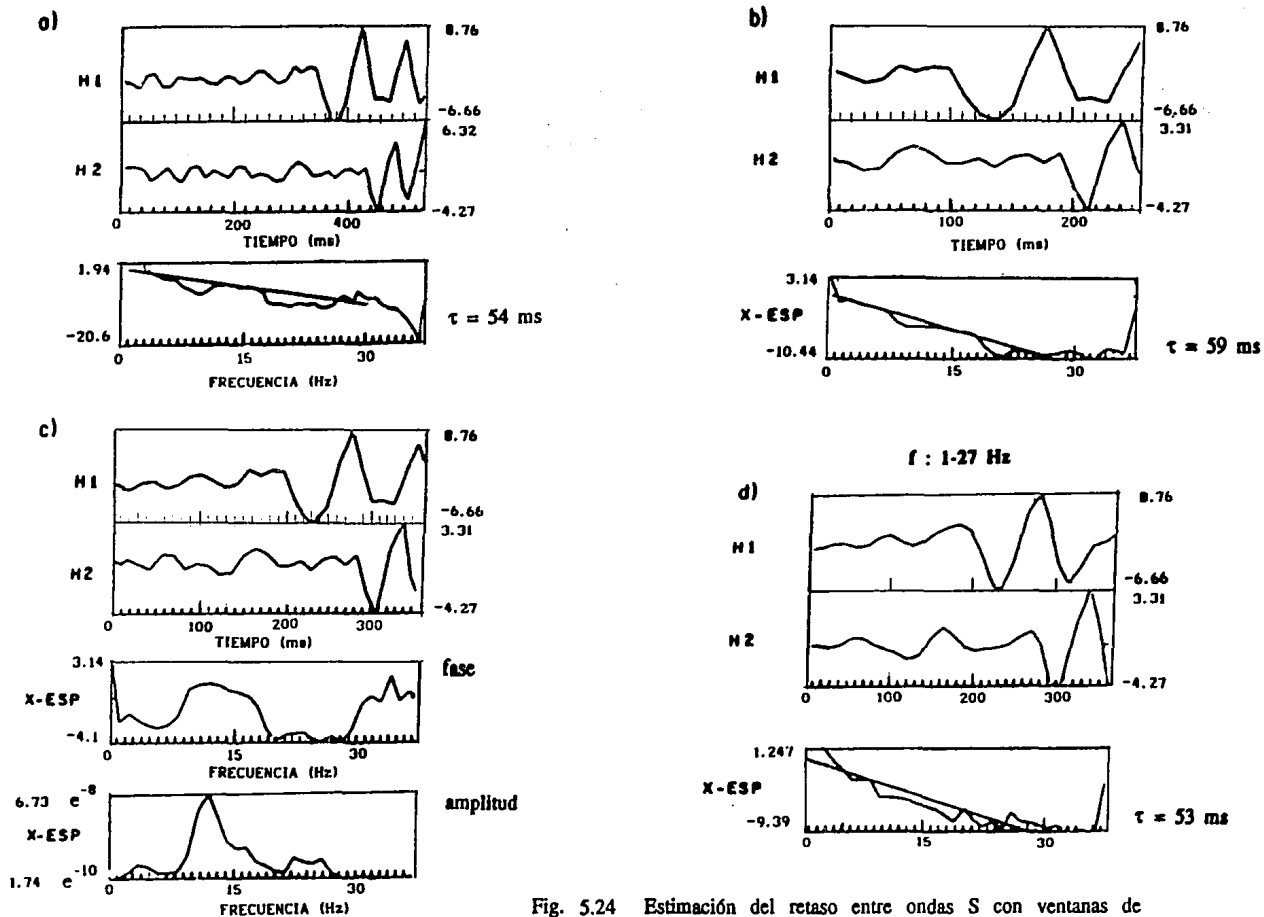 a)
H1
8.76
-6.66
6.32
H2
-4.27
0 200 400
TIEMPO (ms)
1.94
-20.6
0 15 30
FRECUENCIA (Hz)
τ = 54 ms
b)
H1
8.76
-6.66
3.31
H2
-4.27
0 100 200
TIEMPO (ms)
3.14
X-ESP
-10.44
0 15 30
τ = 59 ms
c)
H1
8.76
-6.66
3.31
H2
-4.27
0 100 200 300
TIEMPO (ms)
3.14
X-ESP
-4.1
0 15 30
FRECUENCIA (Hz)
fase
6.73 e-8
X-ESP
1.74 e-10
0 15 30
FRECUENCIA (Hz)
amplitud
f : 1-27 Hz
d)
H1
8.76
-6.66
3.31
H2
-4.27
0 100 200 300
1.247
X-ESP
-9.39
0 15 30
τ = 53 ms
Fig. 5.24 Estimación del retaso entre ondas S con ventanas de